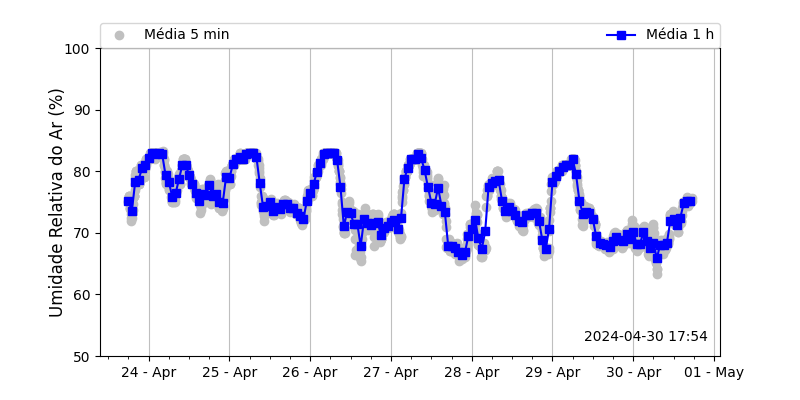 Média 5 min
Média 1 h
100
90
80
70
60
50
Umidade Relativa do Ar (%)
2024-04-30 17:54
24 - Apr
25 - Apr
26 - Apr
27 - Apr
28 - Apr
29 - Apr
30 - Apr
01 - May